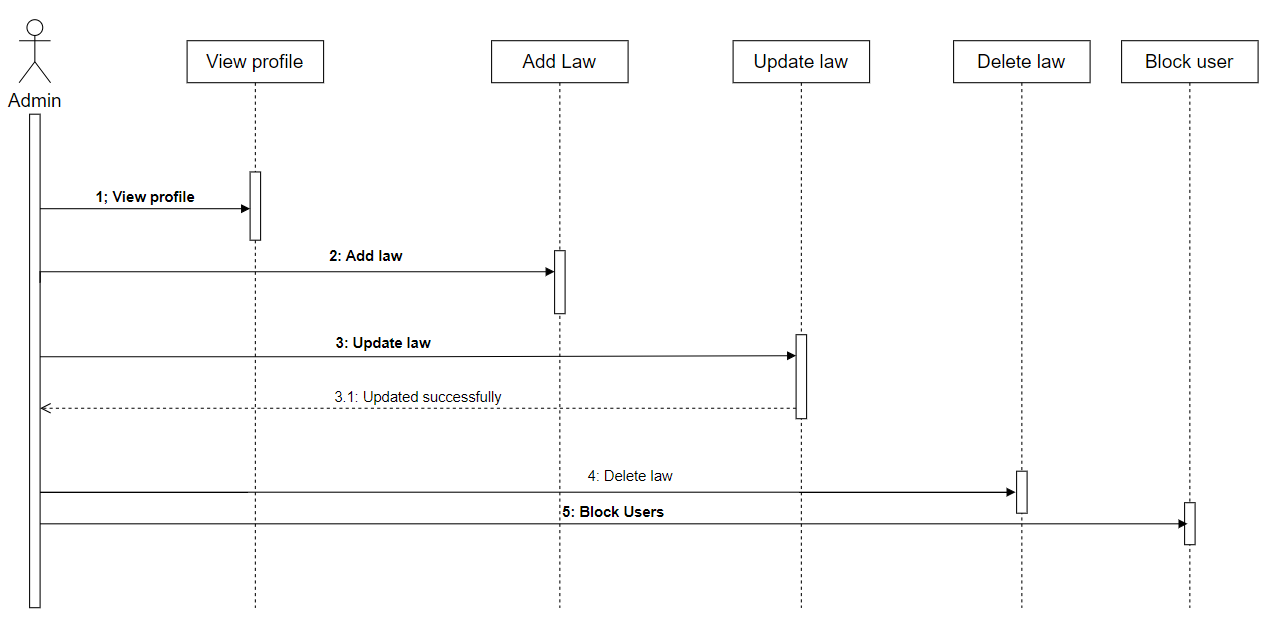 View profile
Add Law
Update law
Delete law
Block user
Admin
1; View profile
2: Add law
3: Update law
3.1: Updated successfully
4: Delete law
5: Block Users